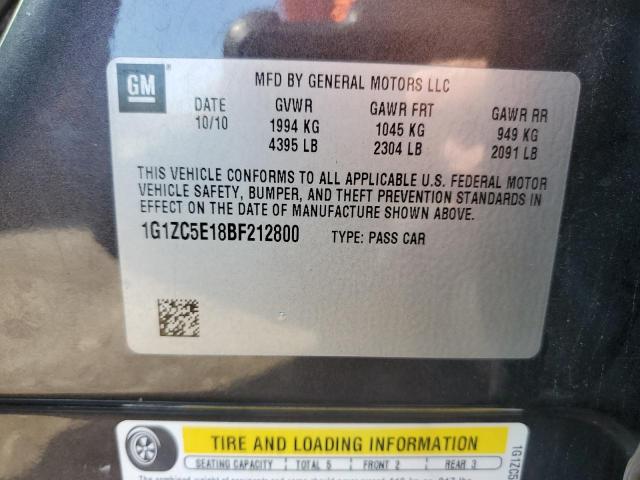 GM ®
MFD BY GENERAL MOTORS LLC
DATE GVWR GAWR FRT GAWR RR
10/10 1994 KG 1045 KG 949 KG
4395 LB 2304 LB 2091 LB
THIS VEHICLE CONFORMS TO ALL APPLICABLE U.S. FEDERAL MOTOR
VEHICLE SAFETY, BUMPER, AND THEFT PREVENTION STANDARDS IN
EFFECT ON THE DATE OF MANUFACTURE SHOWN ABOVE.
1G1ZC5E18BF212800 TYPE: PASS CAR
TIRE AND LOADING INFORMATION
SEATING CAPACITY TOTAL 5 FRONT 2 REAR 3
1G1ZC5